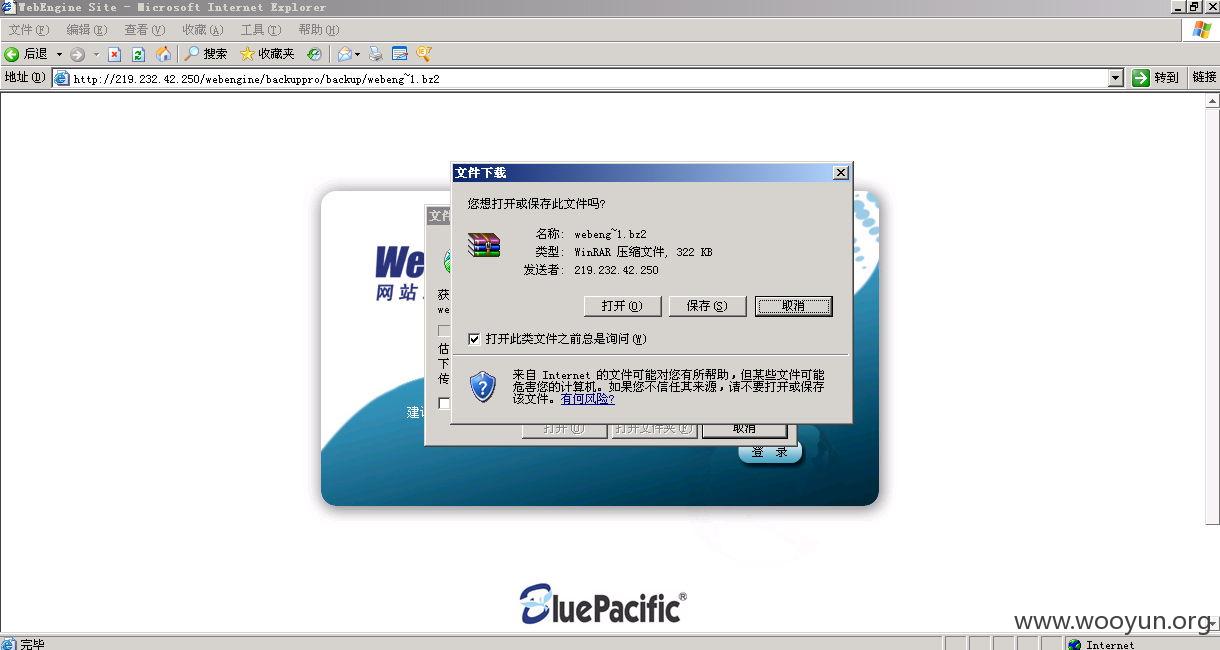 WebEngine Site - Microsoft Internet Explorer
文件(F) 编辑(E) 查看(V) 收藏(A) 工具(T) 帮助(H)
后退 搜索 收藏夹
地址(D) http://219.232.42.250/webengine/backuppro/backup/webeng~1.bz2 转到 链接
文件下载
您想打开或保存此文件吗?
名称: webeng~1.bz2
类型: WinRAR 压缩文件, 322 KB
发送者: 219.232.42.250
打开(O) 保存(S) 取消
打开此类文件之前总是询问(W)
来自 Internet 的文件可能对您有所帮助,但某些文件可能
危害您的计算机。如果您不信任其来源,请不要打开或保存
该文件。有何风险?
文件
We
网站
获
we
估
下
传
建议
打开(O) 打开文件夹(F) 取消
登 录
BluePacific®
www.wooyun.org
完毕 Internet